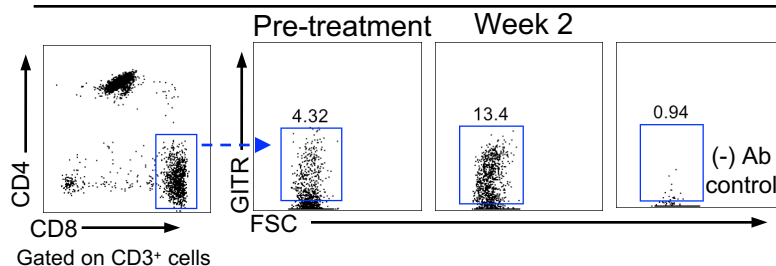 Pre-treatment Week 2
CD4
GITR
4.32
13.4
0.94
(-) Ab
control
CD8
FSC
Gated on CD3⁺ cells